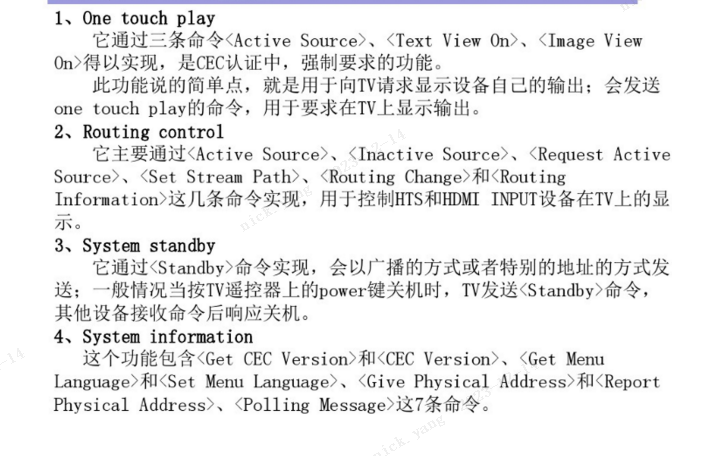 1、One touch play
它通过三条命令<Active Source>、<Text View On>、<Image View
On>得以实现，是CEC认证中，强制要求的功能。
此功能说的简单点，就是用于向TV请求显示设备自己的输出；会发送
one touch play的命令，用于要求在TV上显示输出。
2、Routing control
它主要通过<Active Source>、<Inactive Source>、<Request Active
Source>、<Set Stream Path>、<Routing Change>和<Routing
Information>这几条命令实现，用于控制HTS和HDMI INPUT设备在TV上的显
示。
3、System standby
它通过<Standby>命令实现，会以广播的方式或者特别的地址的方式发
送；一般情况当按TV遥控器上的power键关机时，TV发送<Standby>命令，
其他设备接收命令后响应关机。
4、System information
这个功能包含<Get CEC Version>和<CEC Version>、<Get Menu
Language>和<Set Menu Language>、<Give Physical Address>和<Report
Physical Address>、<Polling Message>这7条命令。